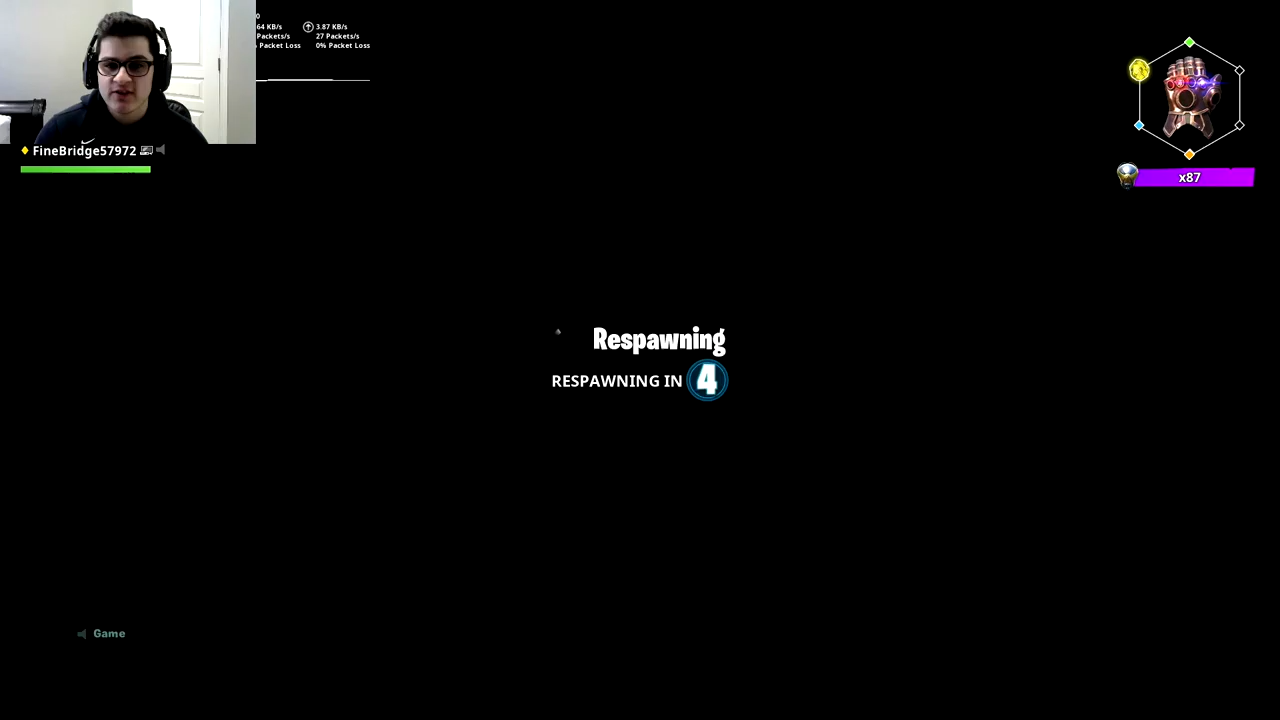 0
64 KB/s 3.87 KB/s
Packets/s 27 Packets/s
Packet Loss 0% Packet Loss
FineBridge57972
x87
Respawning
RESPAWNING IN 4
Game